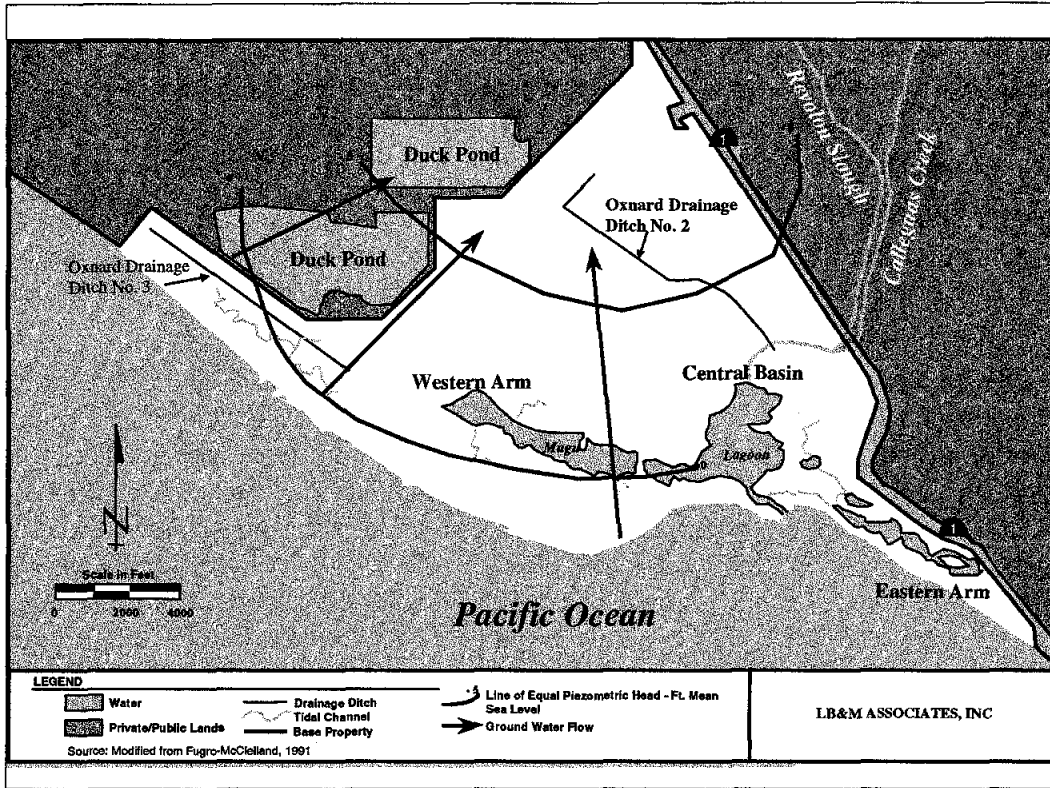 Duck Pond
1
Revolon Slough
Calleguas Creek
Oxnard Drainage
Ditch No. 2
Duck Pond
Oxnard Drainage
Ditch No. 3
Western Arm
Central Basin
Mugu
Lagoon
1
Eastern Arm
N
Scale in Feet
0 2000 4000
Pacific Ocean
LEGEND
Water
Private/Public Lands
Drainage Ditch
Tidal Channel
Base Property
Line of Equal Piezometric Head - Ft. Mean
Sea Level
Ground Water Flow
Source: Modified from Fugro-McClelland, 1991
LB&M ASSOCIATES, INC